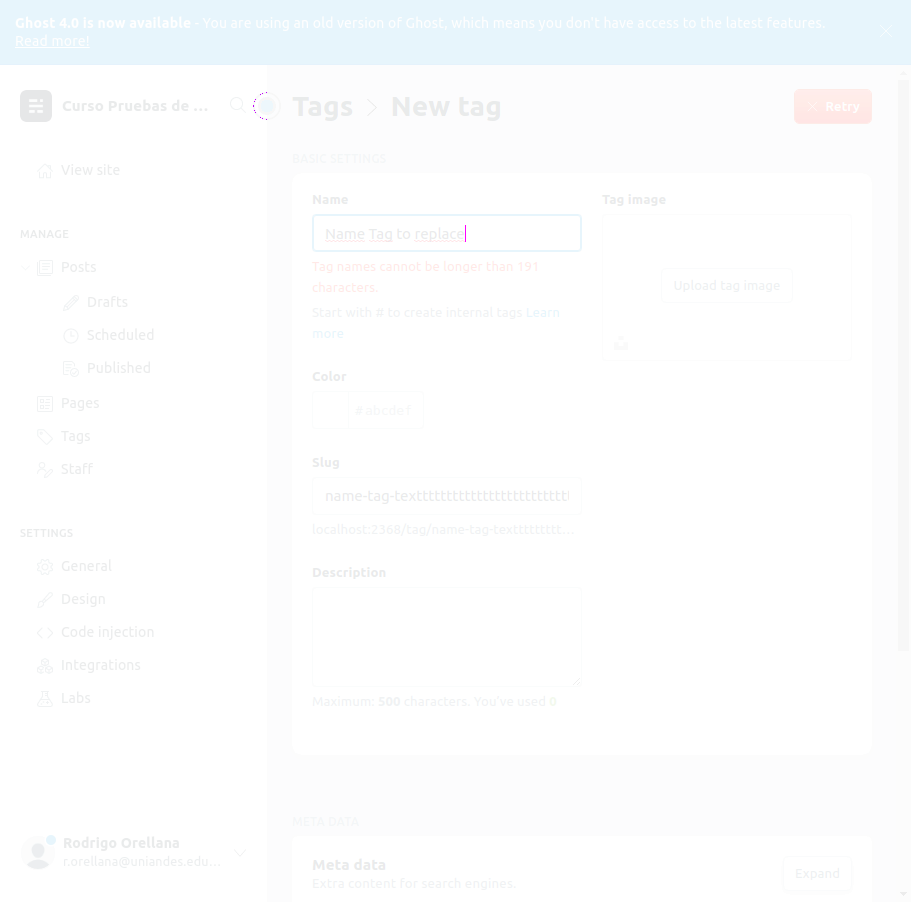 Ghost 4.0 is now available - You are using an old version of Ghost, which means you don't have access to the latest features.
Read more!
Curso Pruebas de ...
View site
MANAGE
Posts
Drafts
Scheduled
Published
Pages
Tags
Staff
SETTINGS
General
Design
Code injection
Integrations
Labs
Rodrigo Orellana
r.orellana@uniandes.edu...
Tags > New tag
Retry
BASIC SETTINGS
Name
Name Tag to replace
Tag names cannot be longer than 191
characters.
Start with # to create internal tags Learn
more
Color
# abcdef
Slug
name-tag-textttttttttttttttttttttttttt
localhost:2368/tag/name-tag-texttttttttt...
Description
Maximum: 500 characters. You've used 0
Tag image
Upload tag image
META DATA
Meta data
Extra content for search engines.
Expand